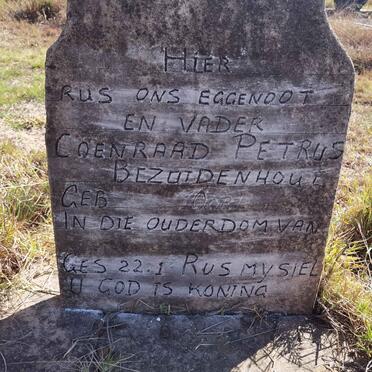 HIER
RUS ONS EGGENOOT
EN VADER
COENRAAD PETRUS
BEZUIDENHOUT
GEB
IN DIE OUDERDOM VAN
GES 22.1 RUS MY SIEL
U GOD IS KONING